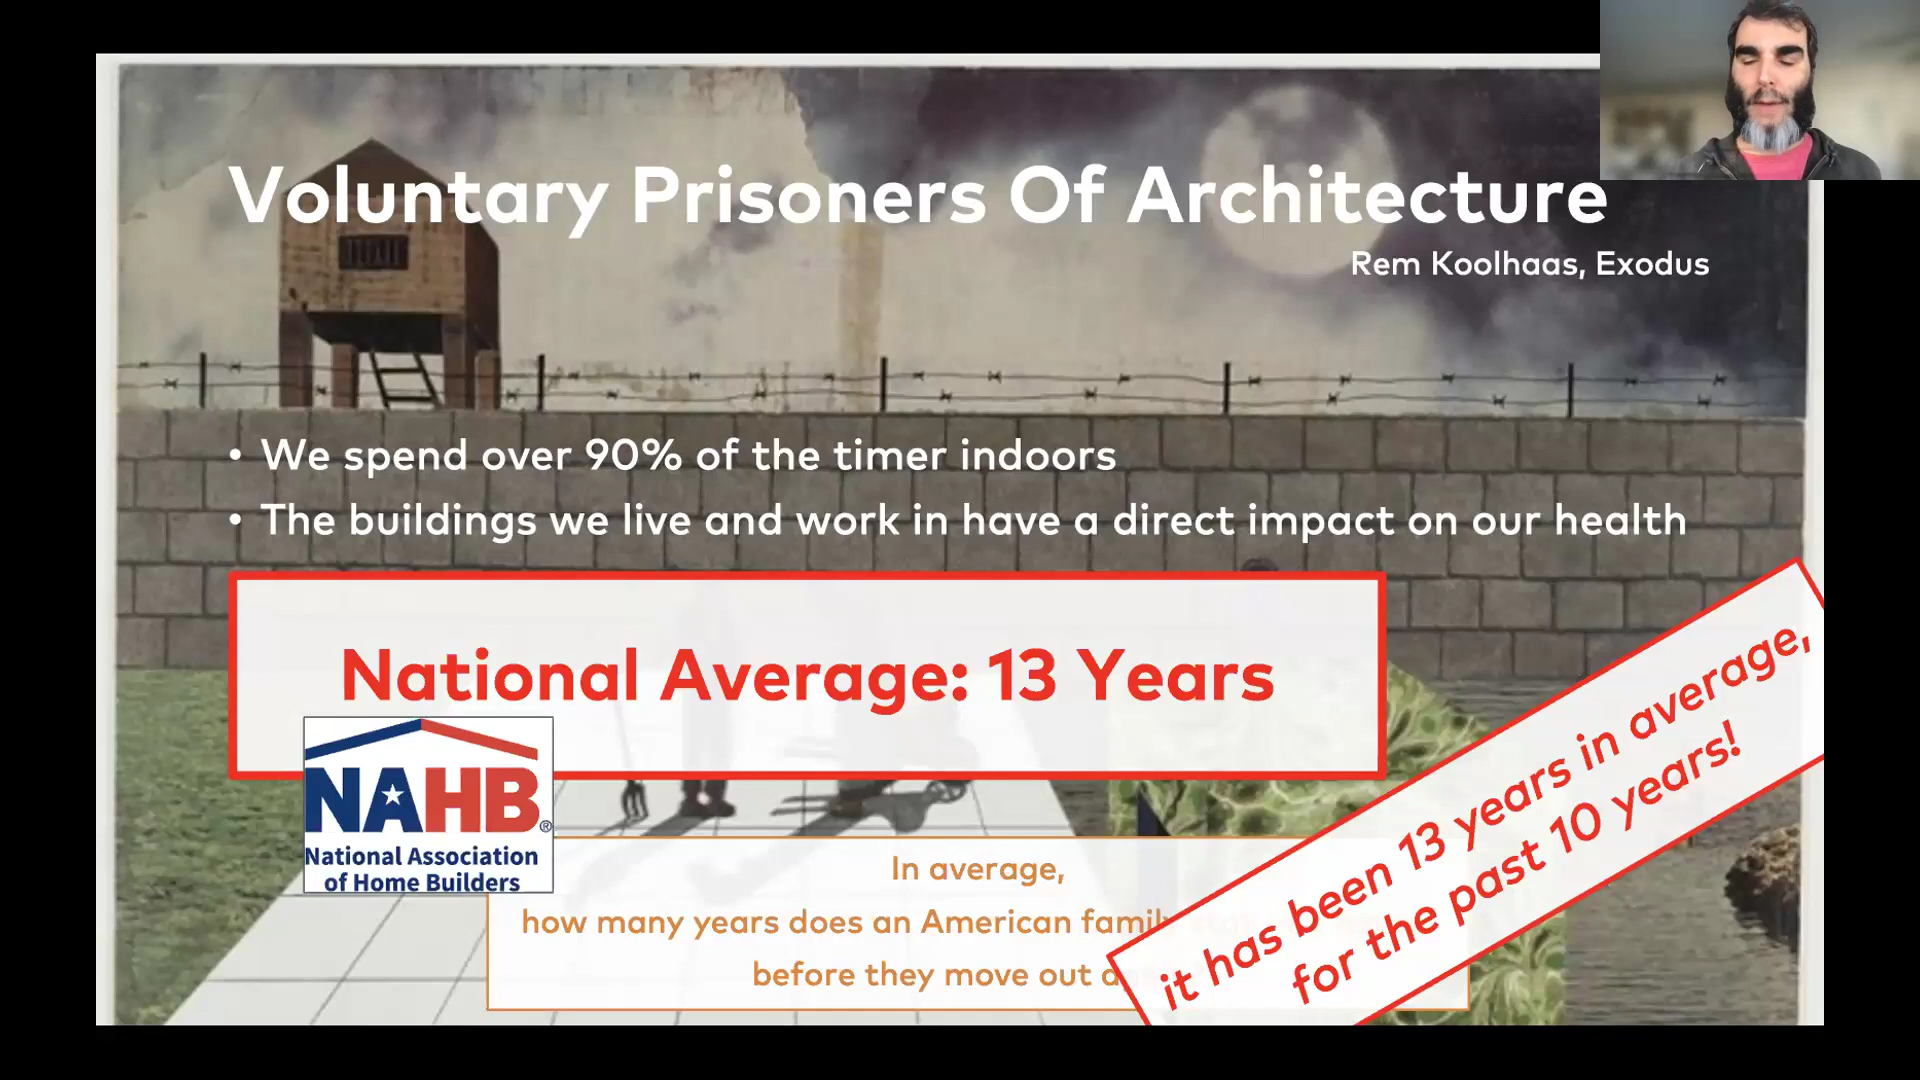 Voluntary Prisoners Of Architecture
Rem Koolhaas, Exodus
• We spend over 90% of the timer indoors
• The buildings we live and work in have a direct impact on our health
National Average: 13 Years
NAHB®
National Association
of Home Builders
In average,
how many years does an American family
before they move out
it has been 13 years in average,
for the past 10 years!